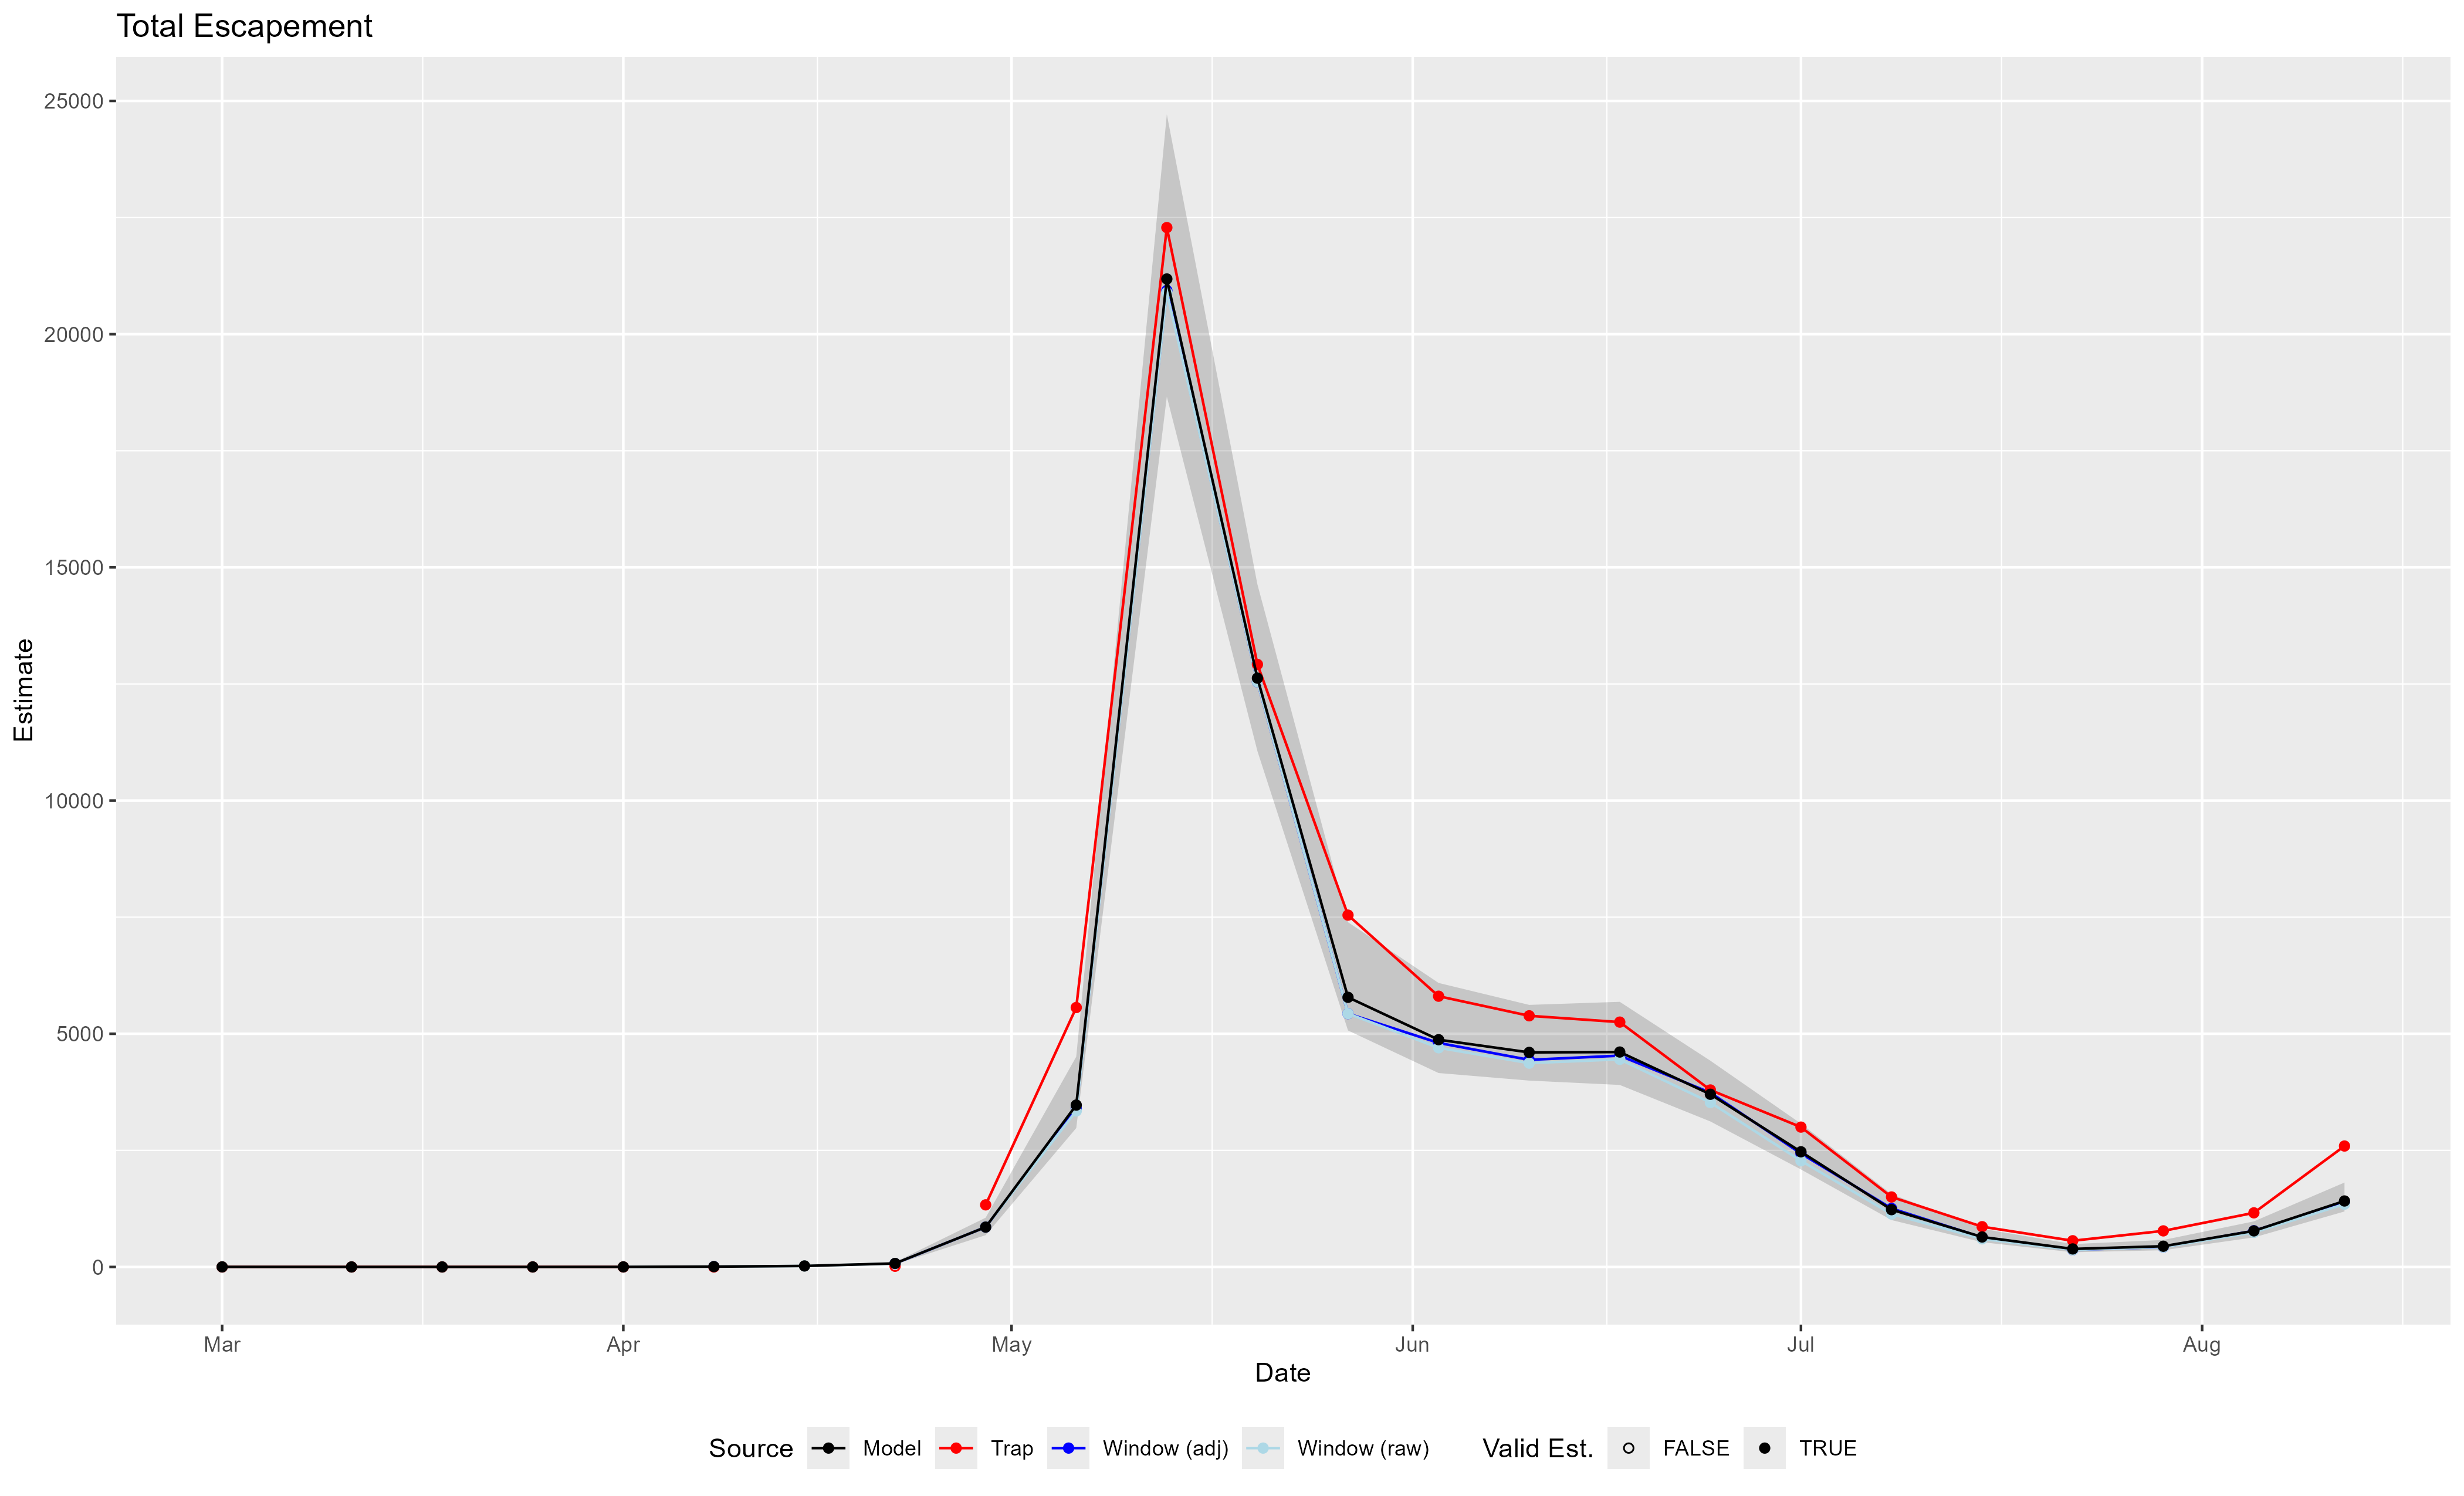 Total Escapement
25000
20000
15000
10000
5000
0
Estimate
Mar Apr May Jun Jul Aug
Date
Source Model Trap Window (adj) Window (raw) Valid Est. FALSE TRUE